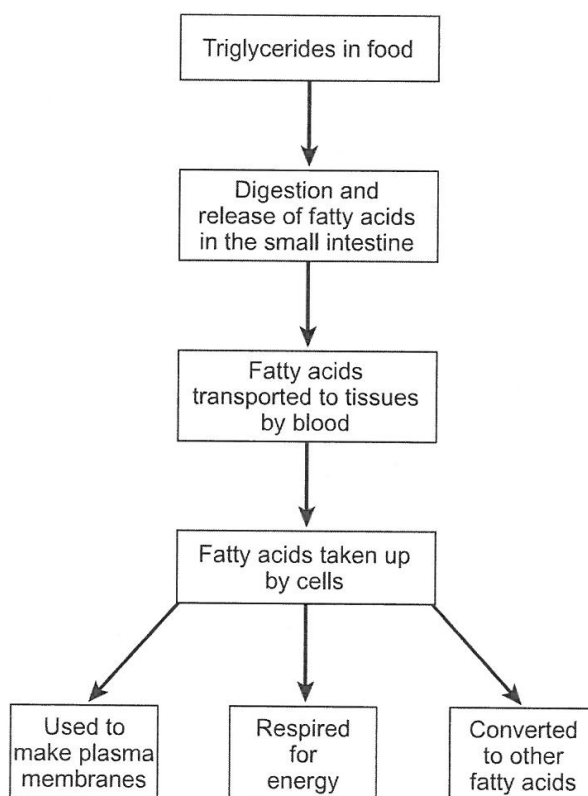 Triglycerides in food
Digestion and
release of fatty acids
in the small intestine
Fatty acids
transported to tissues
by blood
Fatty acids taken up
by cells
Used to
make plasma
membranes
Respired
for
energy
Converted
to other
fatty acids